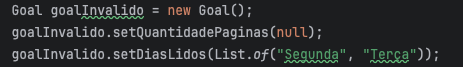 Goal goalInvalido = new Goal();
goalInvalido.setQuantidadePaginas(null);
goalInvalido.setDiasLidos(List.of("Segunda", "Terça"));